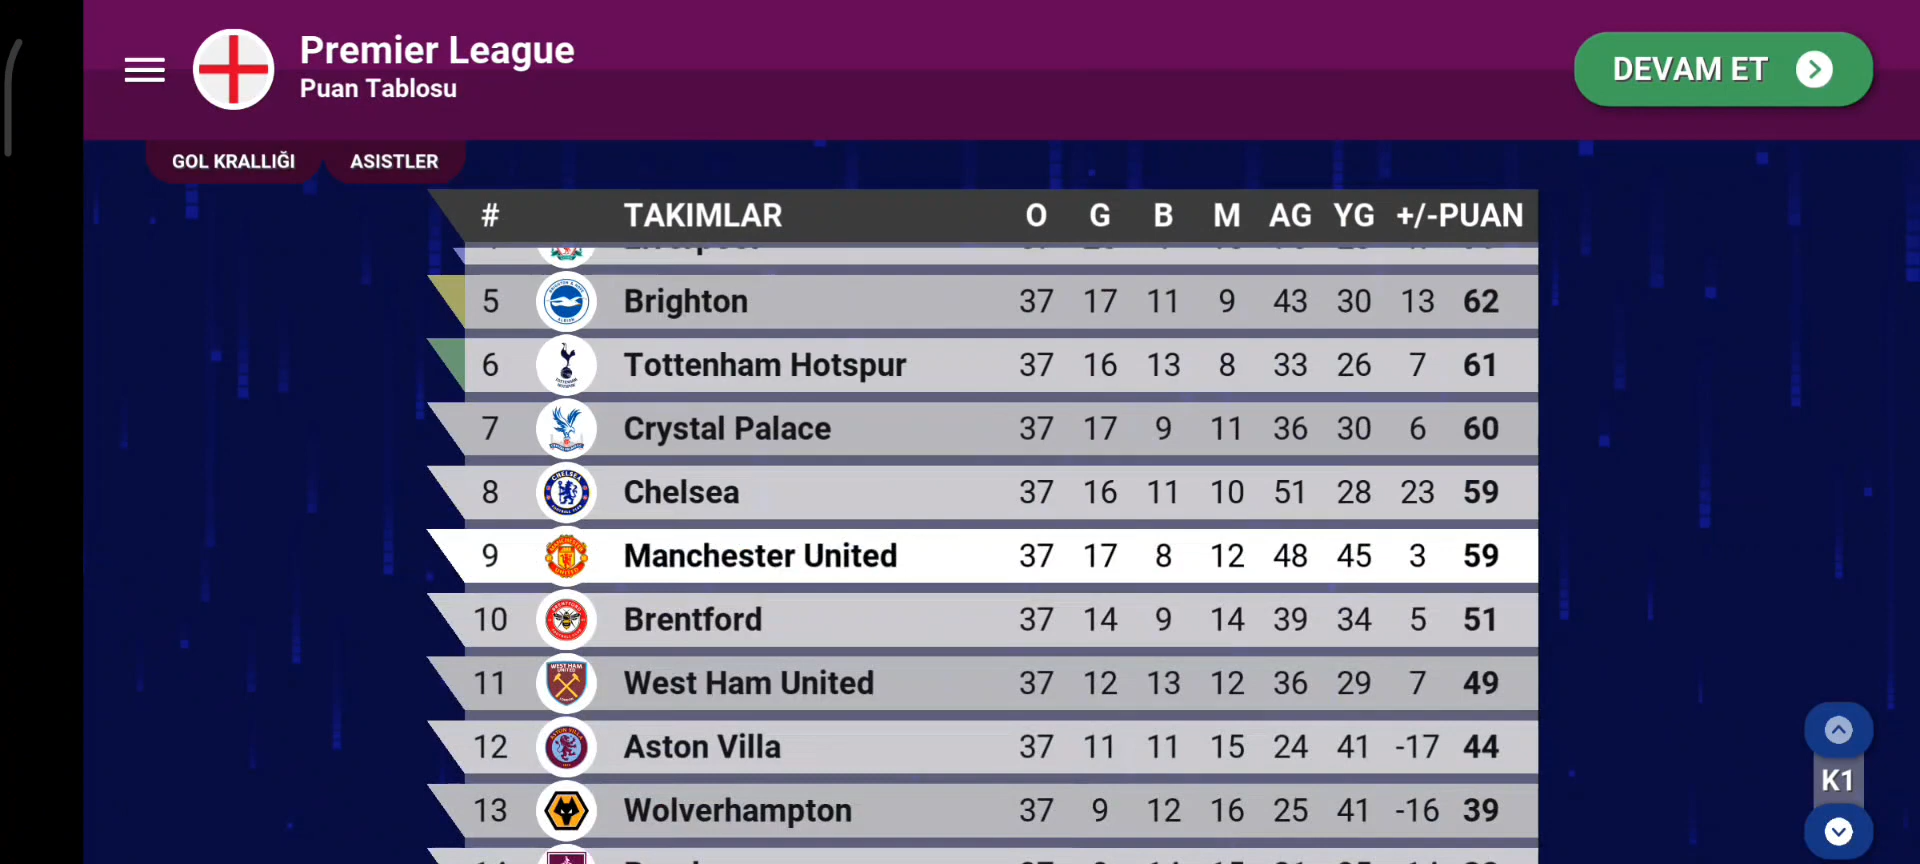 Premier League
Puan Tablosu
DEVAM ET
GOL KRALLIĞI ASISTLER
# TAKIMLAR O G B M AG YG +/- PUAN
5 Brighton 37 17 11 9 43 30 13 62
6 Tottenham Hotspur 37 16 13 8 33 26 7 61
7 Crystal Palace 37 17 9 11 36 30 6 60
8 Chelsea 37 16 11 10 51 28 23 59
9 Manchester United 37 17 8 12 48 45 3 59
10 Brentford 37 14 9 14 39 34 5 51
11 West Ham United 37 12 13 12 36 29 7 49
12 Aston Villa 37 11 11 15 24 41 -17 44
13 Wolverhampton 37 9 12 16 25 41 -16 39
K1